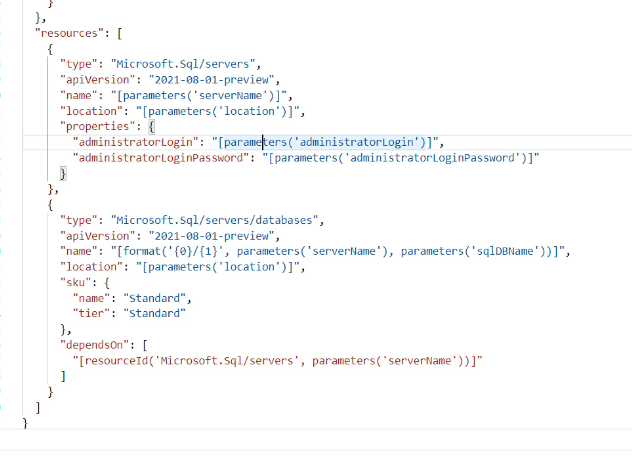 }
},
"resources": [
{
"type": "Microsoft.Sql/servers",
"apiVersion": "2021-08-01-preview",
"name": "[parameters('serverName')]",
"location": "[parameters('location')]",
"properties": {
"administratorLogin": "[parameters('administratorLogin')]",
"administratorLoginPassword": "[parameters('administratorLoginPassword')]"
}
},
{
"type": "Microsoft.Sql/servers/databases",
"apiVersion": "2021-08-01-preview",
"name": "[format('{0}/{1}', parameters('serverName'), parameters('sqlDBName'))]",
"location": "[parameters('location')]",
"sku": {
"name": "Standard",
"tier": "Standard"
},
"dependsOn": [
"[resourceId('Microsoft.Sql/servers', parameters('serverName'))]"
]
}
]
}